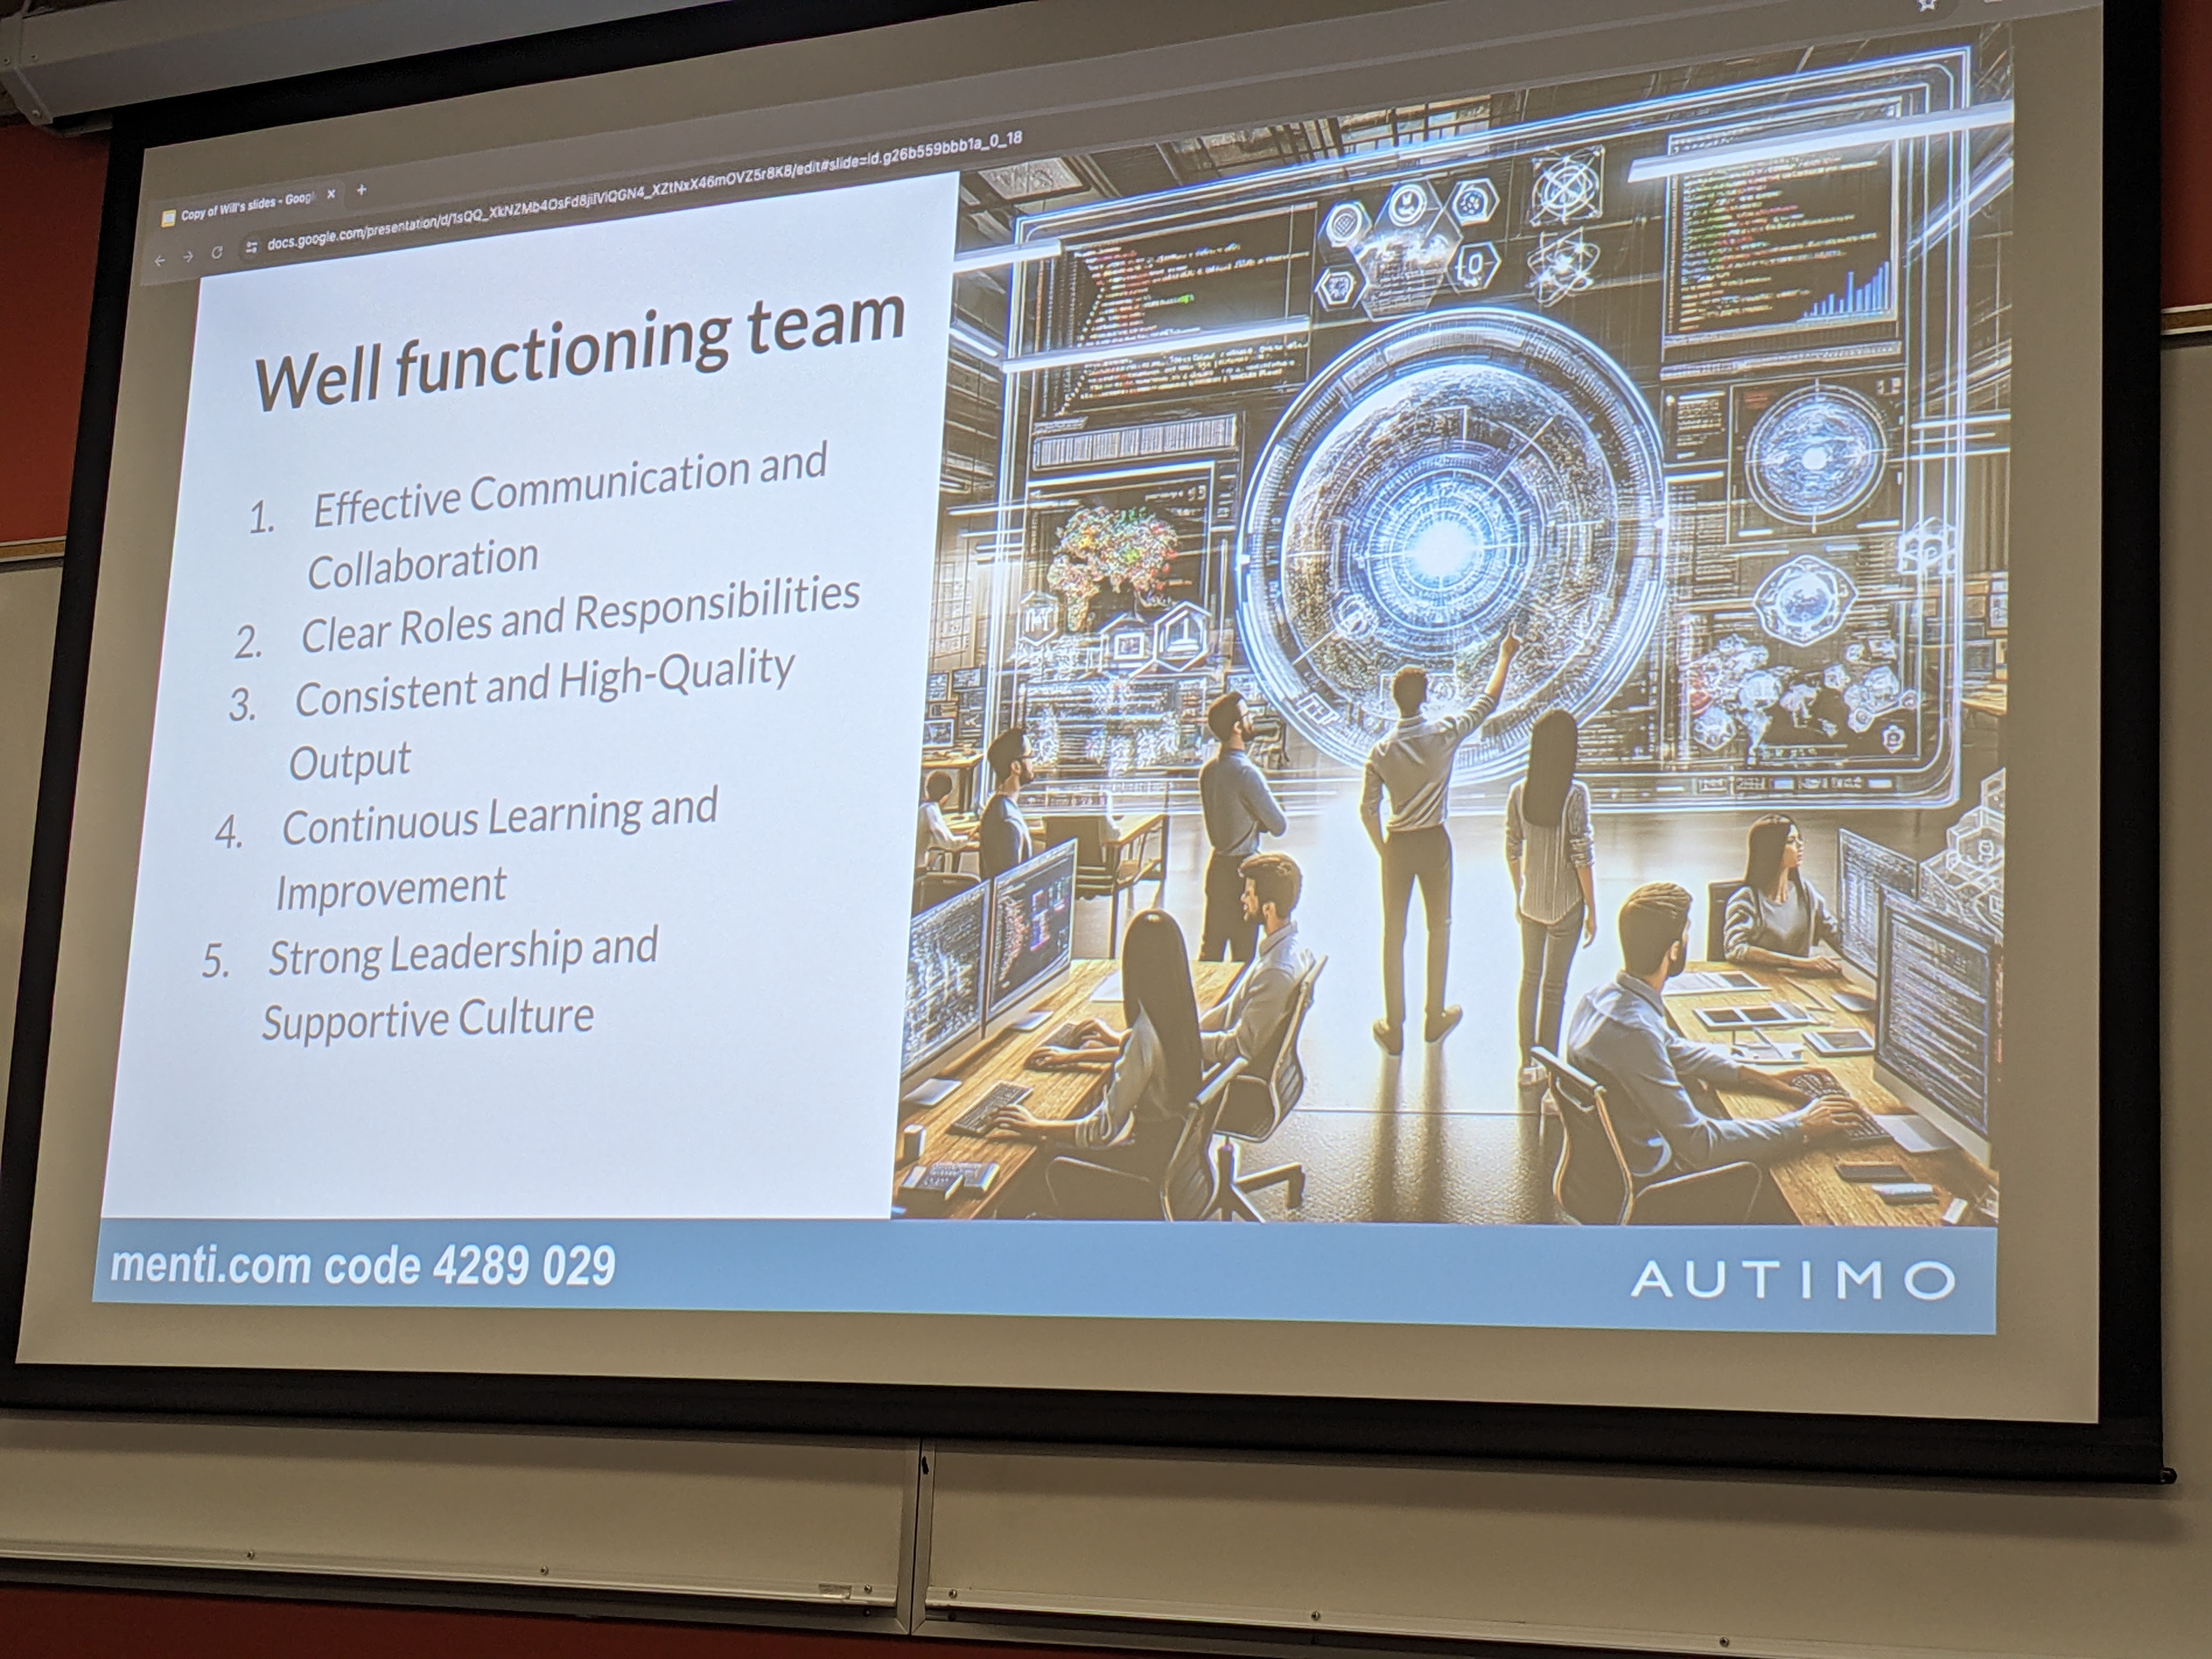 Copy of Will's slides - Googl
docs.google.com/presentation/d/1sQQ_XkNZMb4OsFd8jilViQGN4_XZtNxX46mOVZ5r8K8/edit#slide=id.g26b559bbb1a_0_18
Well functioning team
1. Effective Communication and
Collaboration
2. Clear Roles and Responsibilities
3. Consistent and High-Quality
Output
4. Continuous Learning and
Improvement
5. Strong Leadership and
Supportive Culture
menti.com code 4289 029
AUTIMO